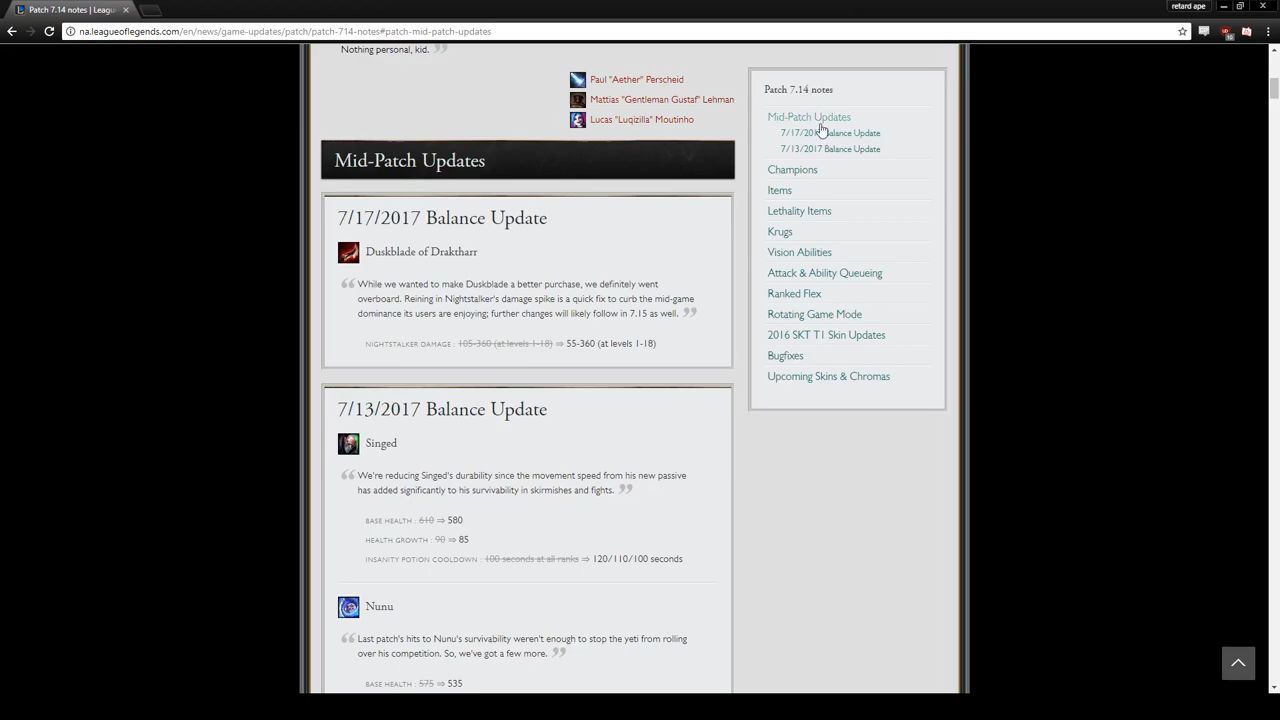 Patch 7.14 notes | Leagu
retard ape
na.leagueoflegends.com/en/news/game-updates/patch/patch-714-notes#patch-mid-patch-updates
10
Nothing personal, kid.
Paul "Aether" Perscheid
Mattias "Gentleman Gustaf" Lehman
Lucas "Luqizilla" Moutinho
Mid-Patch Updates
7/17/2017 Balance Update
Duskblade of Draktharr
While we wanted to make Duskblade a better purchase, we definitely went
overboard. Reining in Nightstalker's damage spike is a quick fix to curb the mid-game
dominance its users are enjoying; further changes will likely follow in 7.15 as well.
NIGHTSTALKER DAMAGE : 105-360 (at levels 1-18) ⇒ 55-360 (at levels 1-18)
7/13/2017 Balance Update
Singed
We're reducing Singed's durability since the movement speed from his new passive
has added significantly to his survivability in skirmishes and fights.
BASE HEALTH : 610 ⇒ 580
HEALTH GROWTH : 90 ⇒ 85
INSANITY POTION COOLDOWN : 100 seconds at all ranks ⇒ 120/110/100 seconds
Nunu
Last patch's hits to Nunu's survivability weren't enough to stop the yeti from rolling
over his competition. So, we've got a few more.
BASE HEALTH : 575 ⇒ 535
Patch 7.14 notes
Mid-Patch Updates
7/17/20 alance Update
7/13/2017 Balance Update
Champions
Items
Lethality Items
Krugs
Vision Abilities
Attack & Ability Queueing
Ranked Flex
Rotating Game Mode
2016 SKT T1 Skin Updates
Bugfixes
Upcoming Skins & Chromas